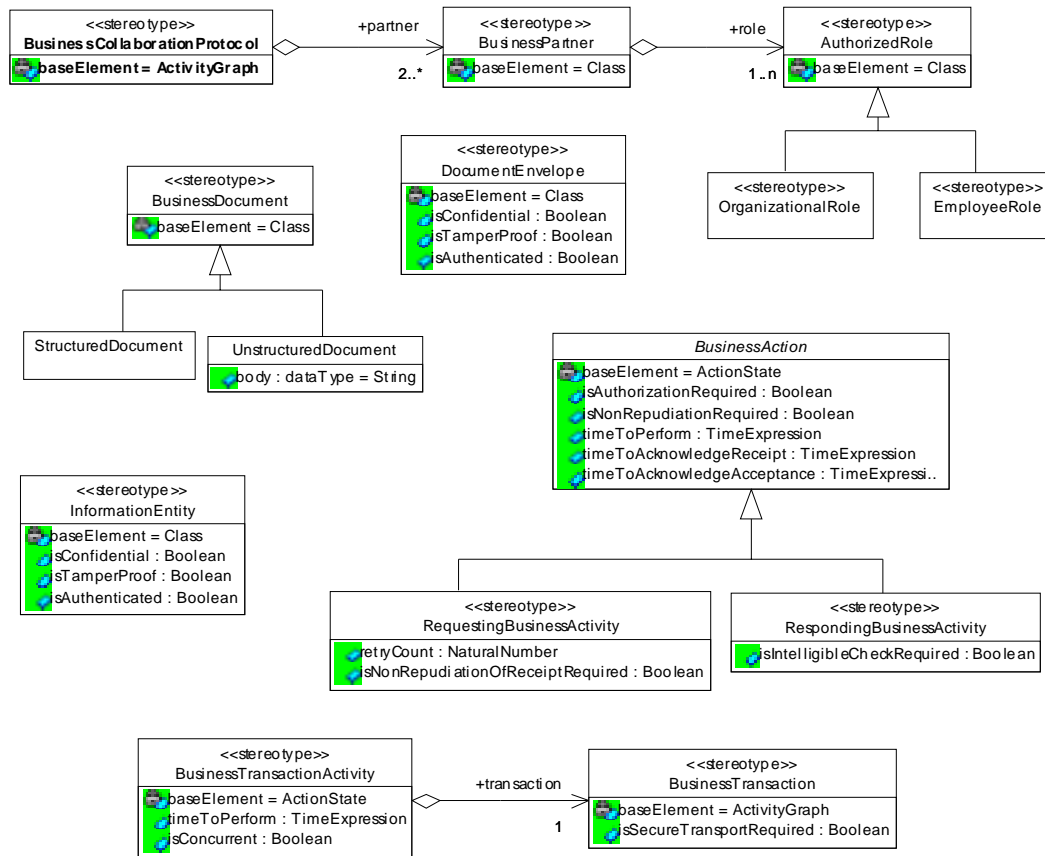 <<stereotype>>
BusinessCollaborationProtocol
baseElement = ActivityGraph
+partner
2..*
<<stereotype>>
BusinessPartner
baseElement = Class
+role
1..n
<<stereotype>>
AuthorizedRole
baseElement = Class
<<stereotype>>
OrganizationalRole
<<stereotype>>
EmployeeRole
<<stereotype>>
DocumentEnvelope
baseElement = Class
isConfidential : Boolean
isTamperProof : Boolean
isAuthenticated : Boolean
<<stereotype>>
BusinessDocument
baseElement = Class
StructuredDocument
UnstructuredDocument
body : dataType = String
BusinessAction
baseElement = ActionState
isAuthorizationRequired : Boolean
isNonRepudiationRequired : Boolean
timeToPerform : TimeExpression
timeToAcknowledgeReceipt : TimeExpression
timeToAcknowledgeAcceptance : TimeExpressi..
<<stereotype>>
InformationEntity
baseElement = Class
isConfidential : Boolean
isTamperProof : Boolean
isAuthenticated : Boolean
<<stereotype>>
RequestingBusinessActivity
retryCount : NaturalNumber
isNonRepudiationOfReceiptRequired : Boolean
<<stereotype>>
RespondingBusinessActivity
isIntelligibleCheckRequired : Boolean
<<stereotype>>
BusinessTransactionActivity
baseElement = ActionState
timeToPerform : TimeExpression
isConcurrent : Boolean
+transaction
1
<<stereotype>>
BusinessTransaction
baseElement = ActivityGraph
isSecureTransportRequired : Boolean